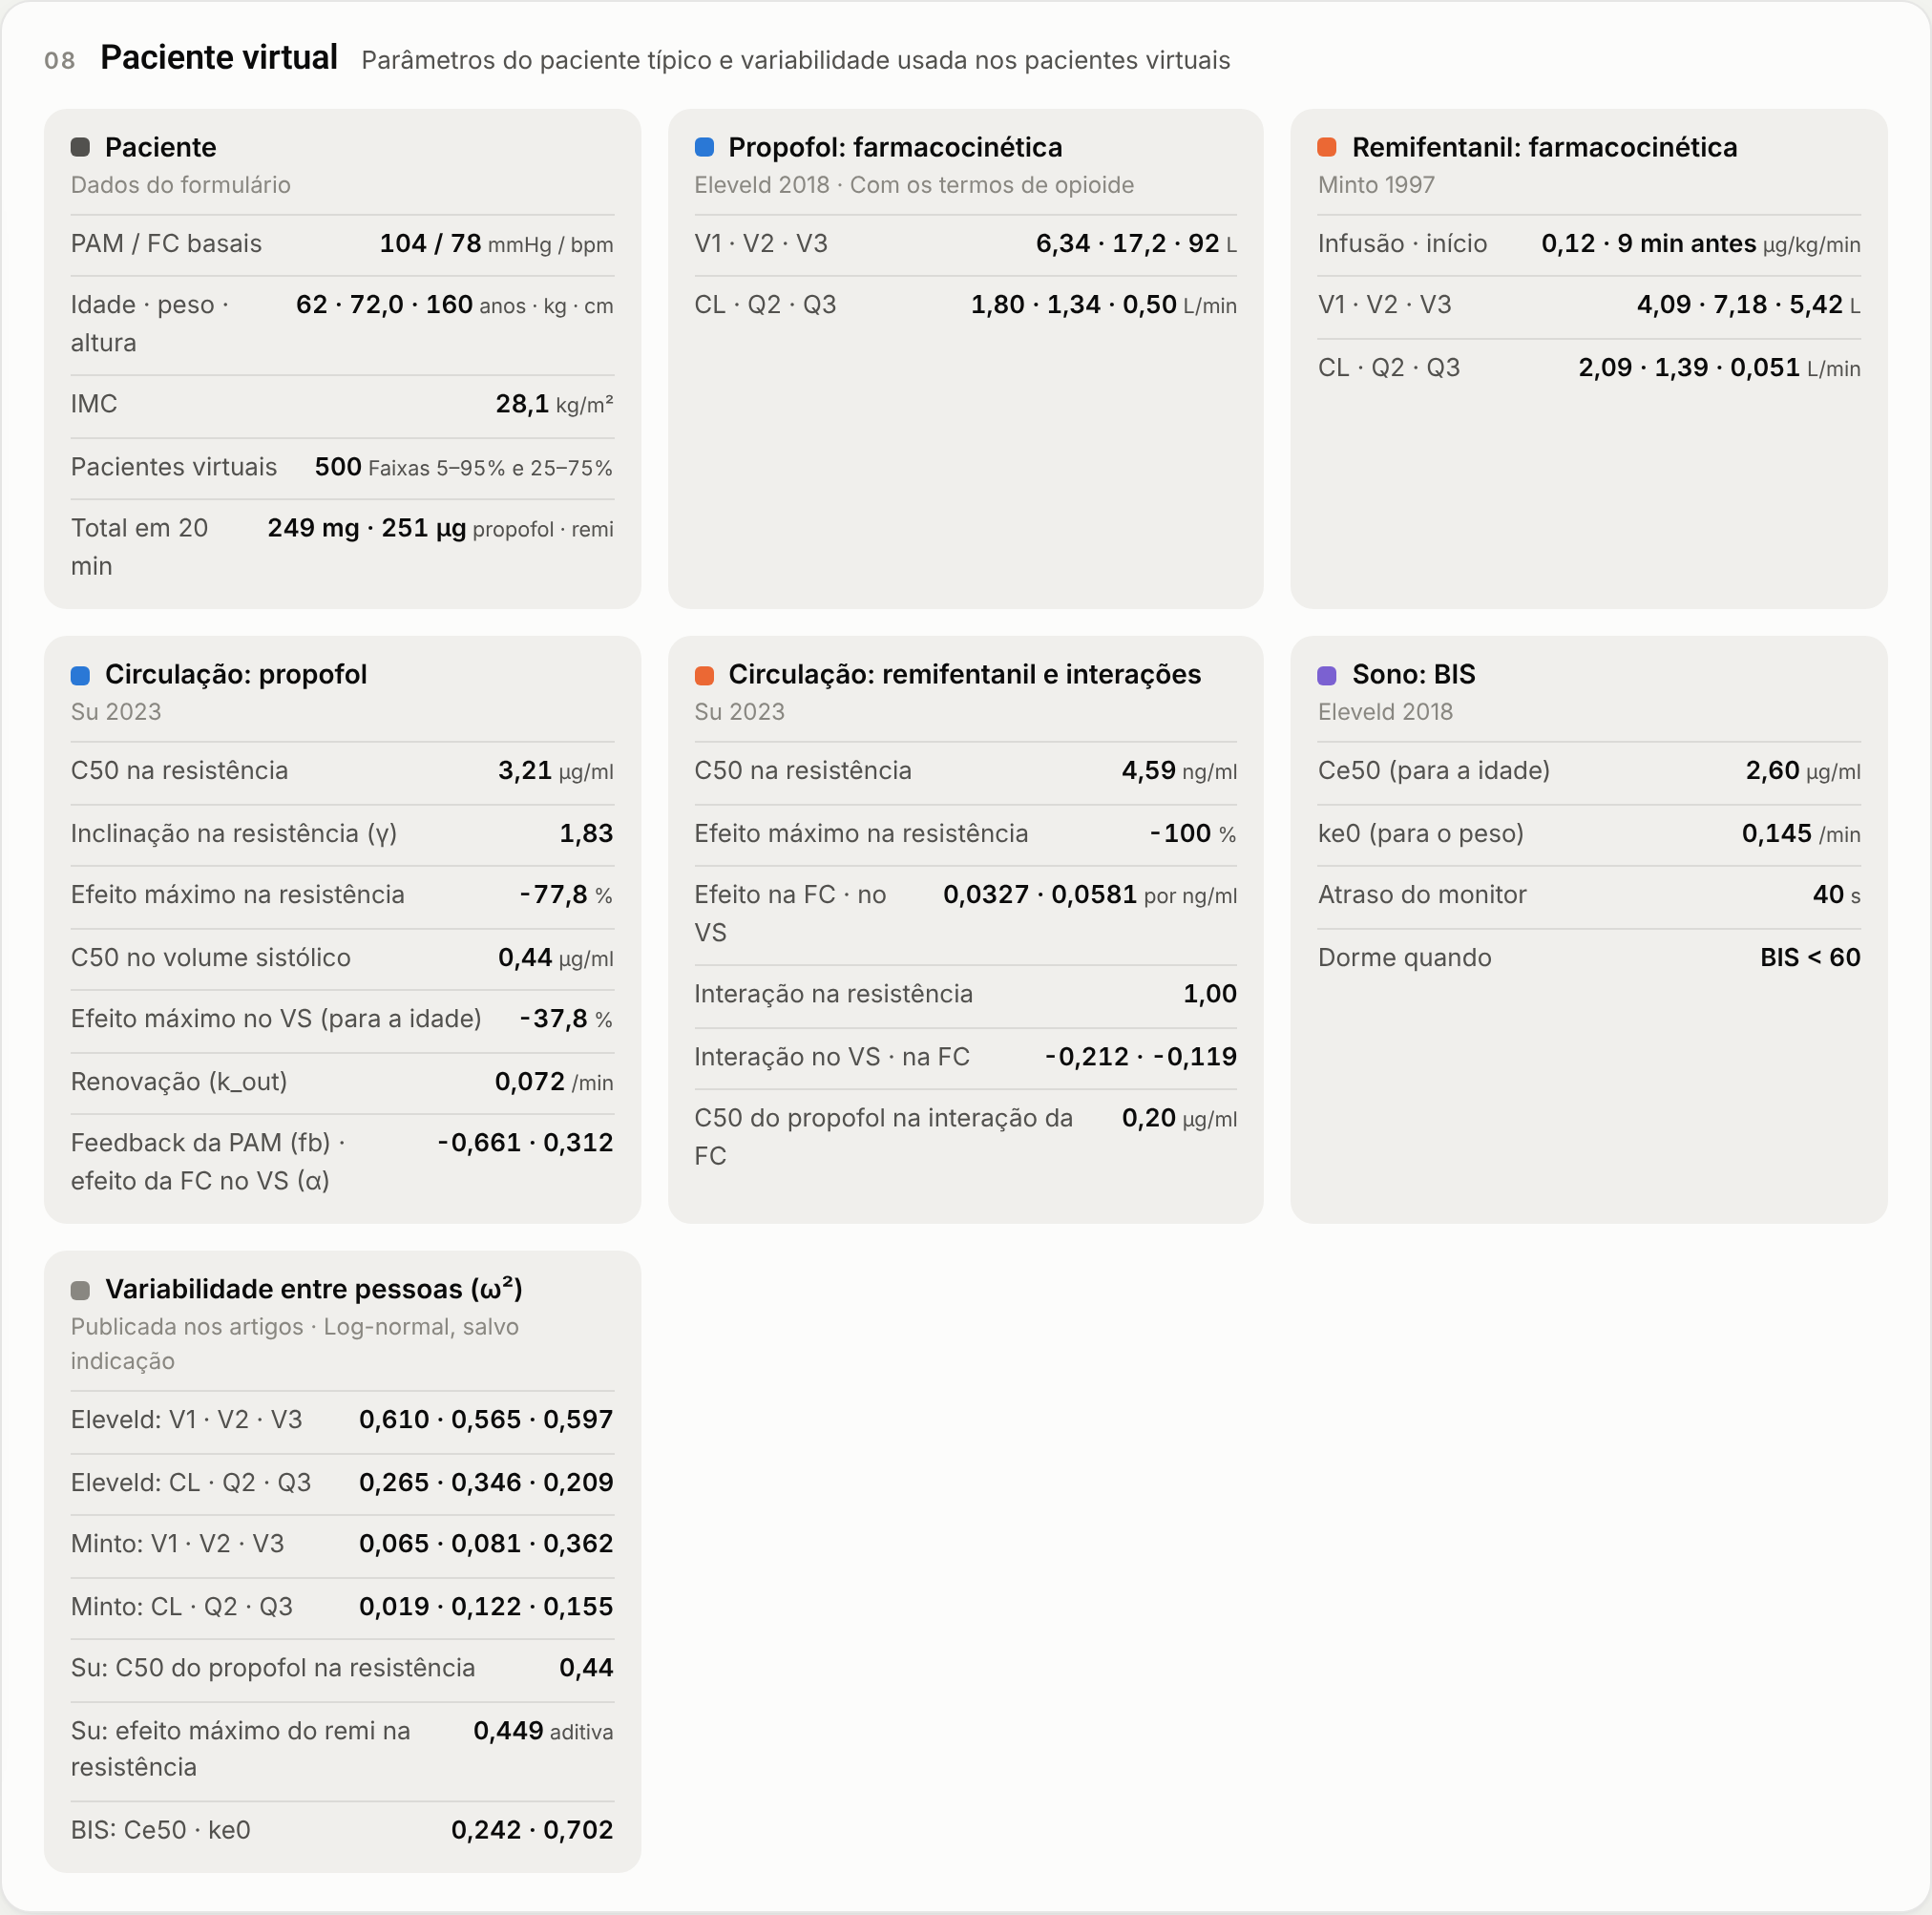 08 Paciente virtual Parâmetros do paciente típico e variabilidade usada nos pacientes virtuais
Paciente
Dados do formulário
PAM / FC basais 104 / 78 mmHg / bpm
Idade · peso · 62 · 72,0 · 160 anos · kg · cm
altura
IMC 28,1 kg/m²
Pacientes virtuais 500 Faixas 5–95% e 25–75%
Total em 20 249 mg · 251 µg propofol · remi
min
Propofol: farmacocinética
Eleveld 2018 · Com os termos de opioide
V1 · V2 · V3 6,34 · 17,2 · 92 L
CL · Q2 · Q3 1,80 · 1,34 · 0,50 L/min
Remifentanil: farmacocinética
Minto 1997
Infusão · início 0,12 · 9 min antes µg/kg/min
V1 · V2 · V3 4,09 · 7,18 · 5,42 L
CL · Q2 · Q3 2,09 · 1,39 · 0,051 L/min
Circulação: propofol
Su 2023
C50 na resistência 3,21 µg/ml
Inclinação na resistência (γ) 1,83
Efeito máximo na resistência -77,8 %
C50 no volume sistólico 0,44 µg/ml
Efeito máximo no VS (para a idade) -37,8 %
Renovação (k_out) 0,072 /min
Feedback da PAM (fb) · -0,661 · 0,312
efeito da FC no VS (α)
Circulação: remifentanil e interações
Su 2023
C50 na resistência 4,59 ng/ml
Efeito máximo na resistência -100 %
Efeito na FC · no 0,0327 · 0,0581 por ng/ml
VS
Interação na resistência 1,00
Interação no VS · na FC -0,212 · -0,119
C50 do propofol na interação da 0,20 µg/ml
FC
Sono: BIS
Eleveld 2018
Ce50 (para a idade) 2,60 µg/ml
ke0 (para o peso) 0,145 /min
Atraso do monitor 40 s
Dorme quando BIS < 60
Variabilidade entre pessoas (ω²)
Publicada nos artigos · Log-normal, salvo
indicação
Eleveld: V1 · V2 · V3 0,610 · 0,565 · 0,597
Eleveld: CL · Q2 · Q3 0,265 · 0,346 · 0,209
Minto: V1 · V2 · V3 0,065 · 0,081 · 0,362
Minto: CL · Q2 · Q3 0,019 · 0,122 · 0,155
Su: C50 do propofol na resistência 0,44
Su: efeito máximo do remi na 0,449 aditiva
resistência
BIS: Ce50 · ke0 0,242 · 0,702